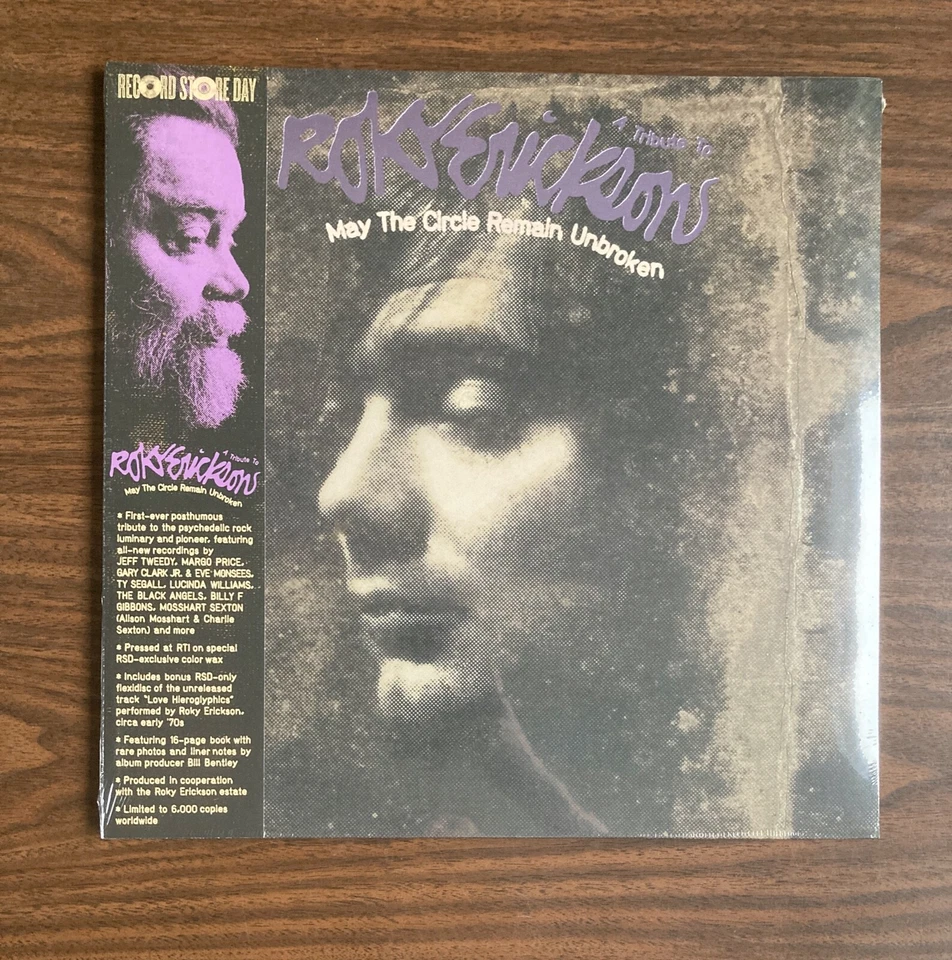 RECORD STORE DAY
A Tribute To
Roky Erickson
May The Circle Remain Unbroken
* First-ever posthumous
tribute to the psychedelic rock
luminary and pioneer, featuring
all-new recordings by
JEFF TWEEDY, MARGO PRICE,
GARY CLARK JR. & EVE MONSEES,
TY SEGALL, LUCINDA WILLIAMS,
THE BLACK ANGELS, BILLY F
GIBBONS, MOSSHART SEXTON
(Alison Mosshart & Charlie
Sexton) and more
* Pressed at RTI on special
RSD-exclusive color wax
* Includes bonus RSD-only
flexidisc of the unreleased
track "Love Hieroglyphics"
performed by Roky Erickson,
circa early '70s
* Featuring 16-page book with
rare photos and liner notes by
album producer Bill Bentley
* Produced in cooperation
with the Roky Erickson estate
* Limited to 6,000 copies
worldwide
A Tribute To
Roky Erickson
May The Circle Remain Unbroken